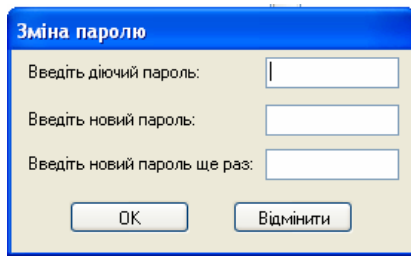 Зміна паролю
Введіть діючий пароль:
Введіть новий пароль:
Введіть новий пароль ще раз:
OK
Відмінити